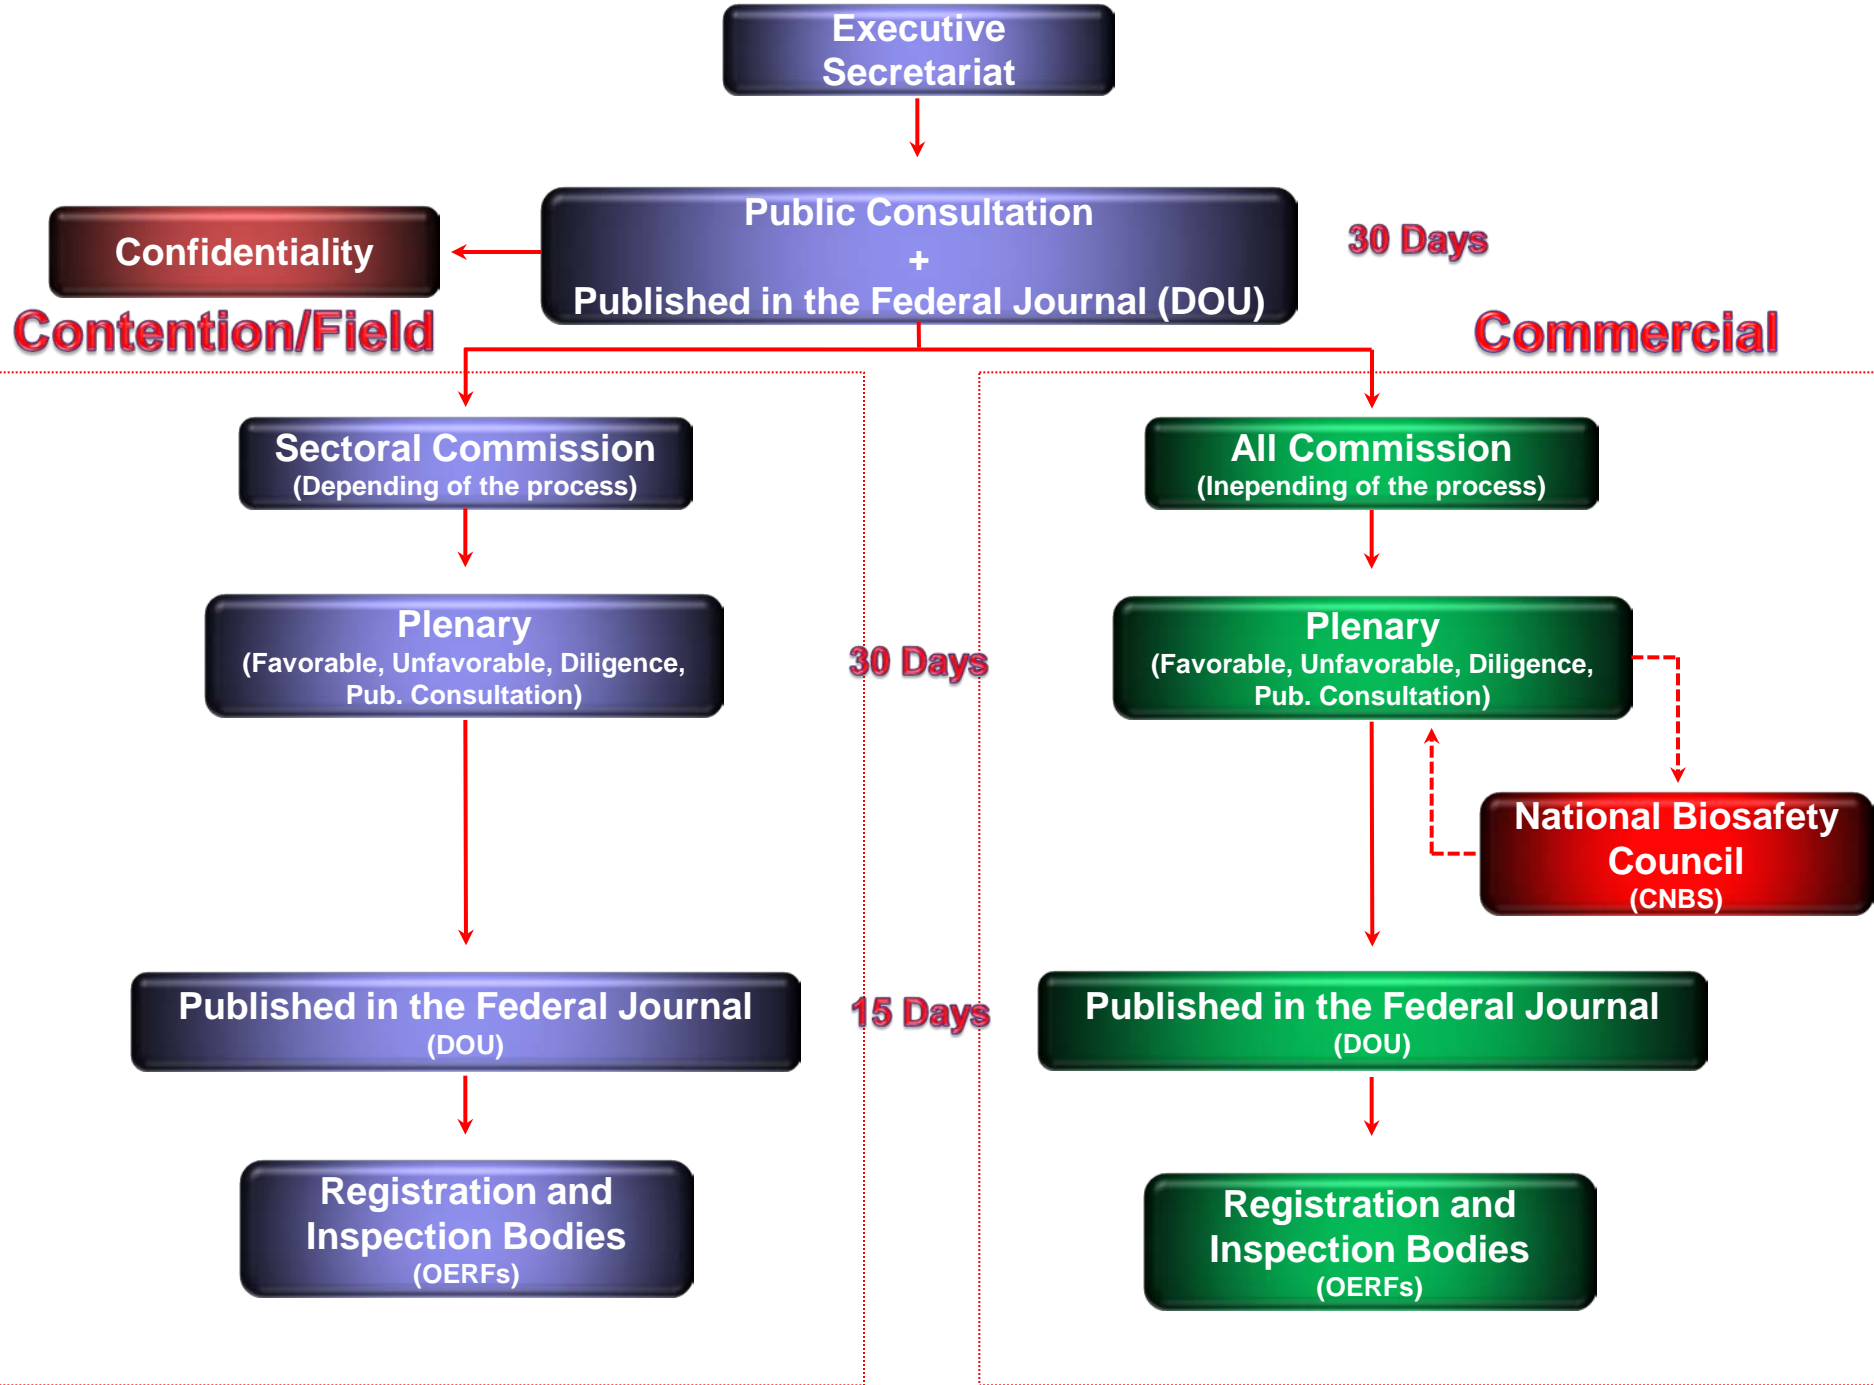 Executive
Secretariat
Public Consultation
+
Published in the Federal Journal (DOU)
30 Days
Confidentiality
Contention/Field
Commercial
Sectoral Commission
(Depending of the process)
All Commission
(Inepending of the process)
Plenary
(Favorable, Unfavorable, Diligence,
Pub. Consultation)
30 Days
Plenary
(Favorable, Unfavorable, Diligence,
Pub. Consultation)
National Biosafety
Council
(CNBS)
Published in the Federal Journal
(DOU)
15 Days
Published in the Federal Journal
(DOU)
Registration and
Inspection Bodies
(OERFs)
Registration and
Inspection Bodies
(OERFs)